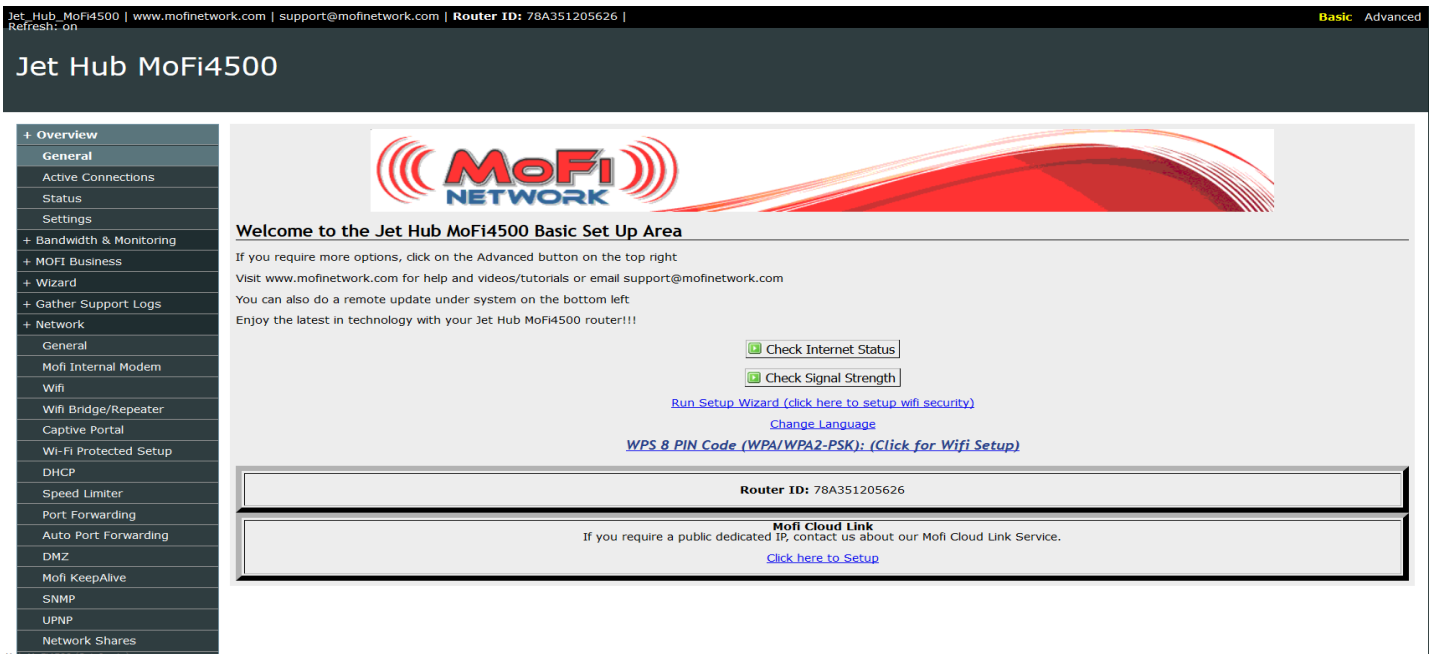 Jet_Hub_MoFi4500 | www.mofinetwork.com | support@mofinetwork.com | Router ID: 78A351205626 |
Refresh: on
Basic Advanced
Jet Hub MoFi4500
+ Overview
General
Active Connections
Status
Settings
+ Bandwidth & Monitoring
+ MOFI Business
+ Wizard
+ Gather Support Logs
+ Network
General
Mofi Internal Modem
Wifi
Wifi Bridge/Repeater
Captive Portal
Wi-Fi Protected Setup
DHCP
Speed Limiter
Port Forwarding
Auto Port Forwarding
DMZ
Mofi KeepAlive
SNMP
UPNP
Network Shares
MoFi
NETWORK
Welcome to the Jet Hub MoFi4500 Basic Set Up Area
If you require more options, click on the Advanced button on the top right
Visit www.mofinetwork.com for help and videos/tutorials or email support@mofinetwork.com
You can also do a remote update under system on the bottom left
Enjoy the latest in technology with your Jet Hub MoFi4500 router!!!
Check Internet Status
Check Signal Strength
Run Setup Wizard (click here to setup wifi security)
Change Language
WPS 8 PIN Code (WPA/WPA2-PSK): (Click for Wifi Setup)
Router ID: 78A351205626
Mofi Cloud Link
If you require a public dedicated IP, contact us about our Mofi Cloud Link Service.
Click here to Setup